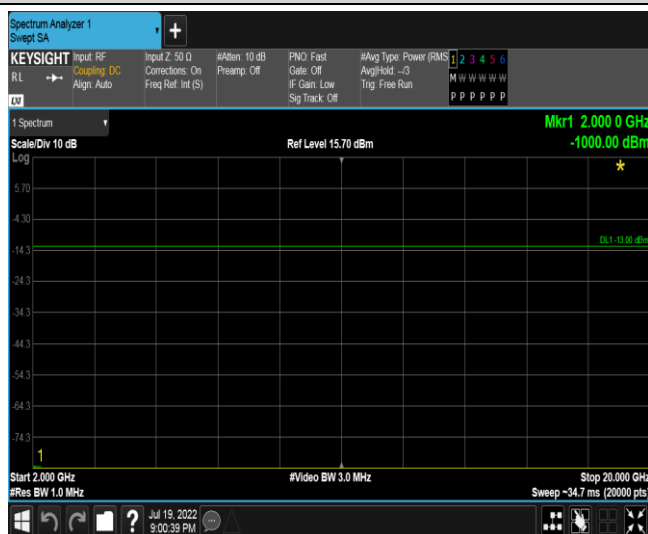 Spectrum Analyzer 1
Swept SA
+
KEYSIGHT Input: RF Input Z: 50 Ω #Atten: 10 dB PNO: Fast #Avg Type: Power (RMS 1 2 3 4 5 6
RL Coupling: DC Corrections: On Preamp: Off Gate: Off Avg|Hold: --/3 M W W W W W
Align: Auto Freq Ref: Int (S) IF Gain: Low Trig: Free Run
LXI Sig Track: Off P P P P P P
1 Spectrum Mkr1 2.000 0 GHz
Scale/Div 10 dB Ref Level 15.70 dBm -1000.00 dBm
Log
*
5.70
-4.30
DL1 -13.00 dBm
-14.3
-24.3
-34.3
-44.3
-54.3
-64.3
-74.3
1
Start 2.000 GHz #Video BW 3.0 MHz Stop 20.000 GHz
#Res BW 1.0 MHz Sweep ~34.7 ms (20000 pts)
? Jul 19, 2022
9:00:39 PM